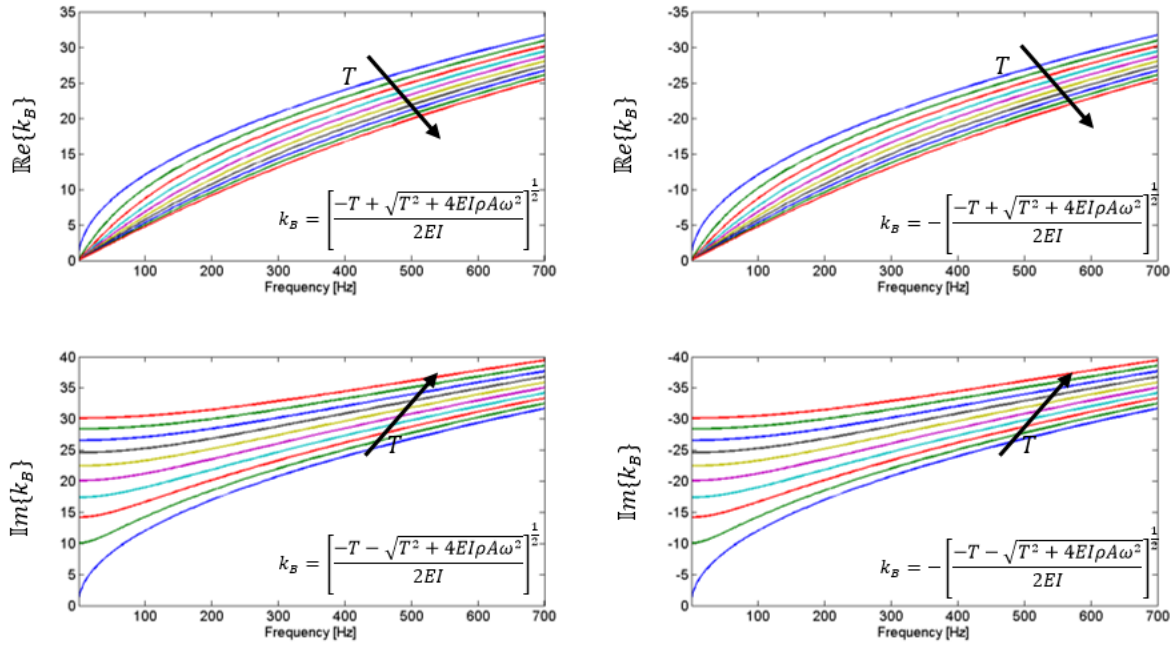 35
30
25
20
15
10
5
0
ℝe{k_B}
T
k_B = [(-T + √(T² + 4EIρAω²)) / 2EI]^(1/2)
100 200 300 400 500 600 700
Frequency [Hz]
-35
-30
-25
-20
-15
-10
-5
0
ℝe{k_B}
T
k_B = -[(-T + √(T² + 4EIρAω²)) / 2EI]^(1/2)
100 200 300 400 500 600 700
Frequency [Hz]
40
35
30
25
20
15
10
5
0
𝕀m{k_B}
T
k_B = [(-T - √(T² + 4EIρAω²)) / 2EI]^(1/2)
100 200 300 400 500 600 700
Frequency [Hz]
-40
-35
-30
-25
-20
-15
-10
-5
0
𝕀m{k_B}
T
k_B = -[(-T - √(T² + 4EIρAω²)) / 2EI]^(1/2)
100 200 300 400 500 600 700
Frequency [Hz]